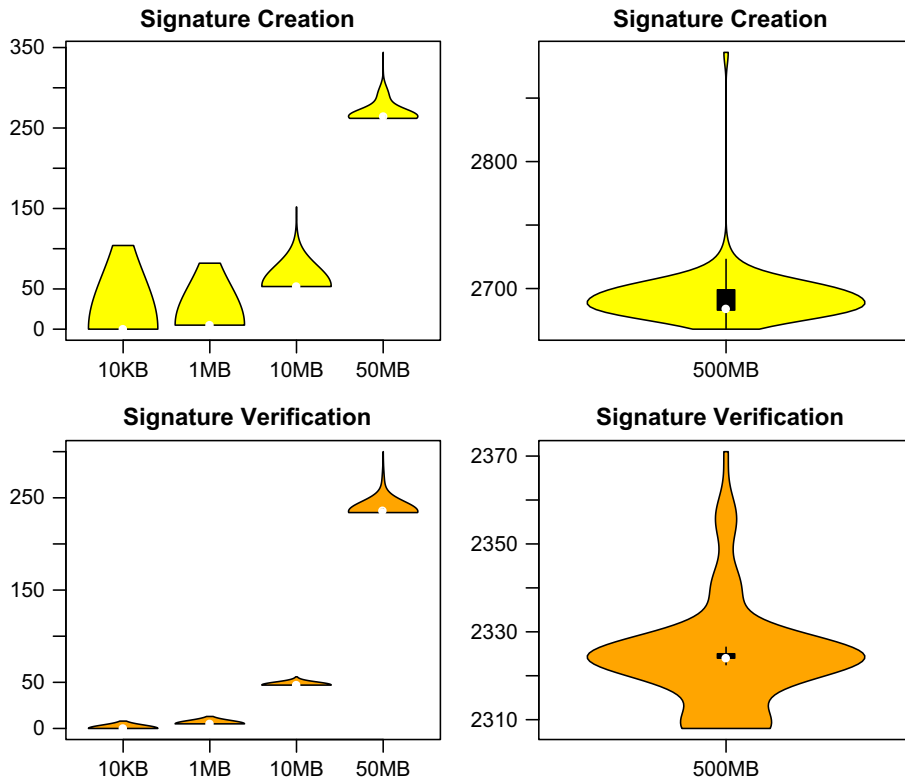 Signature Creation
350
250
150
50
0
10KB 1MB 10MB 50MB
Signature Creation
2800
2700
500MB
Signature Verification
250
150
50
0
10KB 1MB 10MB 50MB
Signature Verification
2370
2350
2330
2310
500MB